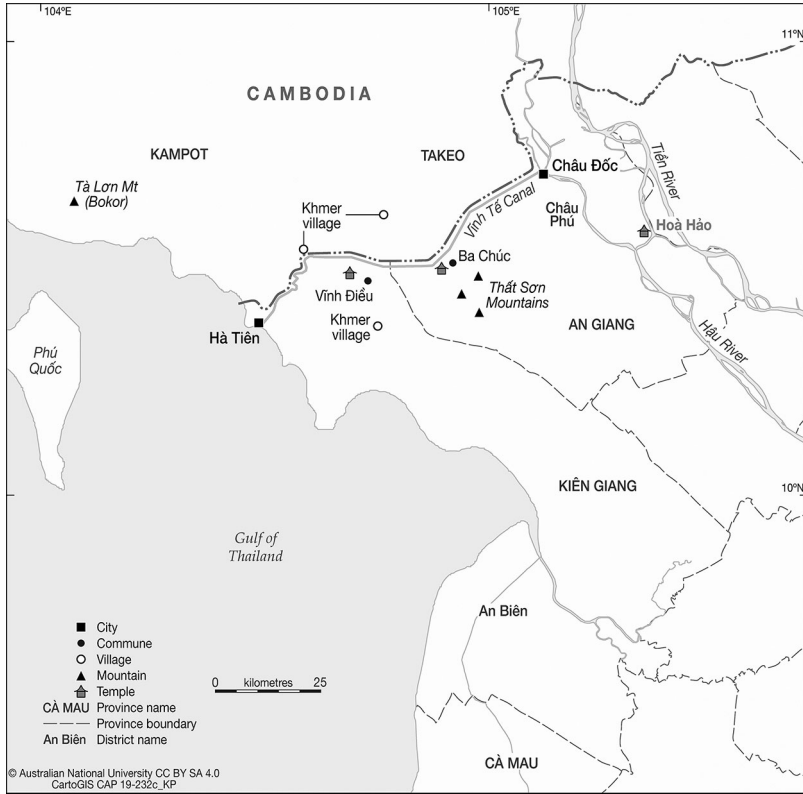 104ºE
105ºE
11ºN
CAMBODIA
KAMPOT
TAKEO
Tà Lơn Mt
(Bokor)
Châu Đốc
Tiền River
Khmer
village
Vĩnh Tế Canal
Châu
Phú
Hoà Hảo
Ba Chúc
Vĩnh Điều
Thất Sơn
Mountains
Khmer
village
AN GIANG
Hà Tiên
Phú
Quốc
Hậu River
KIÊN GIANG
10ºN
Gulf of
Thailand
An Biên
City
Commune
Village
Mountain
Temple
CÀ MAU Province name
Province boundary
An Biên District name
0 kilometres 25
CÀ MAU
© Australian National University CC BY SA 4.0
CartoGIS CAP 19-232c_KP